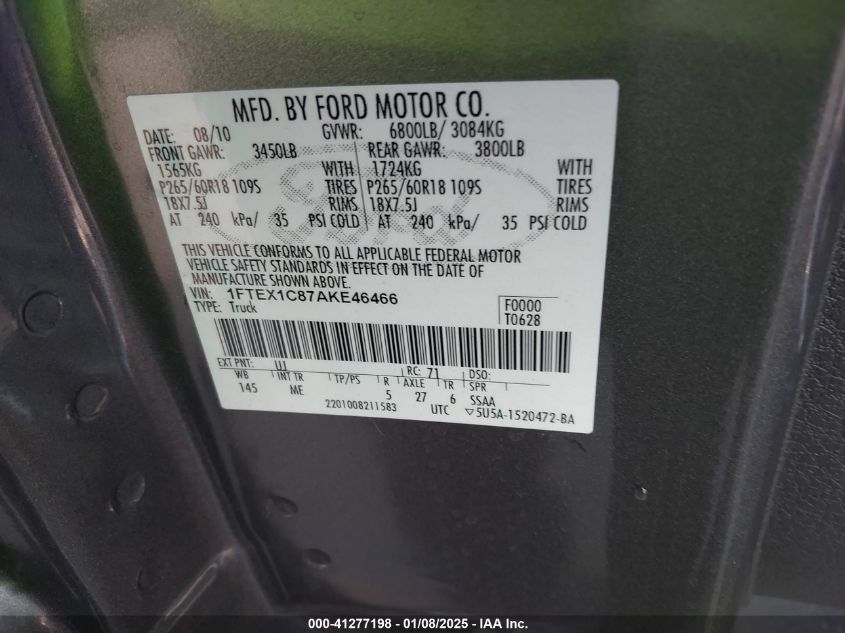 MFD. BY FORD MOTOR CO.
DATE: 08/10 GVWR: 6800LB/ 3084KG
FRONT GAWR: 3450LB REAR GAWR: 3800LB
1565KG WITH 1724KG WITH
P265/60R18 109S TIRES P265/60R18 109S TIRES
18X7.5J RIMS 18X7.5J RIMS
AT 240 kPa/ 35 PSI COLD AT 240 kPa/ 35 PSI COLD
Ford
THIS VEHICLE CONFORMS TO ALL APPLICABLE FEDERAL MOTOR
VEHICLE SAFETY STANDARDS IN EFFECT ON THE DATE OF
MANUFACTURE SHOWN ABOVE.
VIN: 1FTEX1C87AKE46466 F0000
TYPE: Truck T0628
EXT PNT: UJ RC: 71 DSO:
WB INT TR TP/PS R AXLE TR SPR
145 ME 5 27 6 SSAA
2201008211583 UTC ▽5U5A-1520472-BA
000-41277198 - 01/08/2025 - IAA Inc.